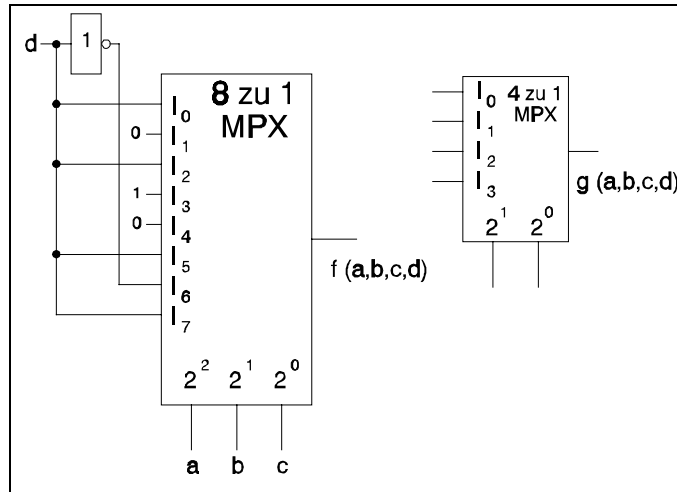 d
1
8 zu 1
MPX
I0
0 I1
I2
1 I3
0 I4
I5
I6
I7
2^2 2^1 2^0
a b c
f (a,b,c,d)
4 zu 1
MPX
I0
I1
I2
I3
2^1 2^0
g (a,b,c,d)